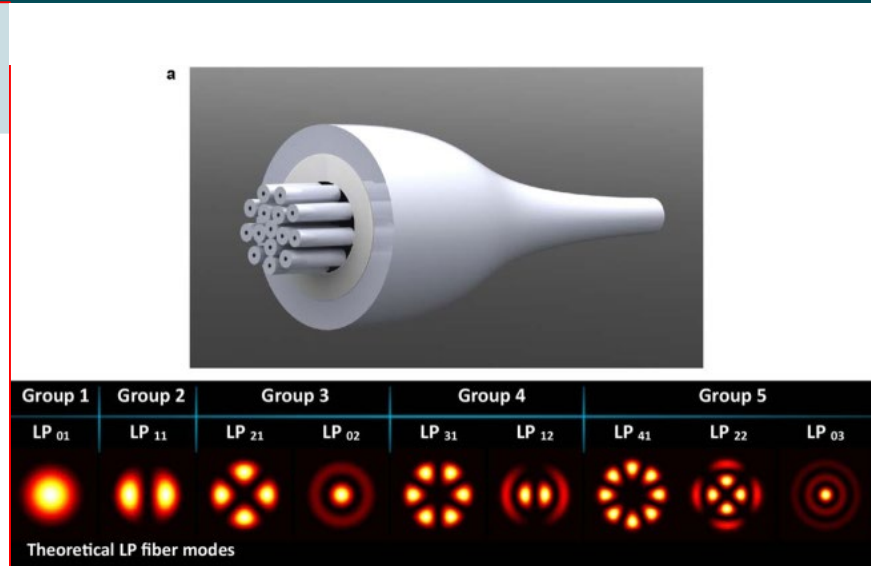 a
Group 1 Group 2 Group 3 Group 4 Group 5
LP 01 LP 11 LP 21 LP 02 LP 31 LP 12 LP 41 LP 22 LP 03
Theoretical LP fiber modes